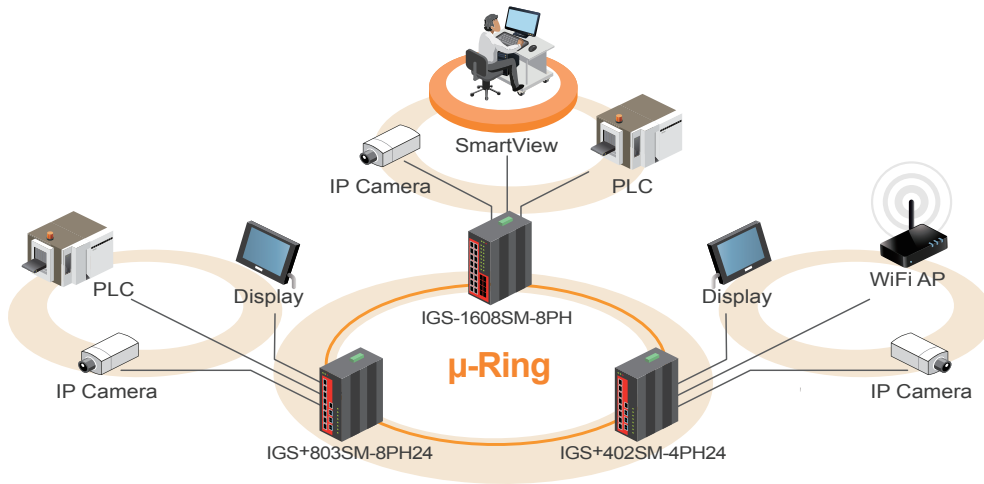 SmartView
IP Camera
PLC
WiFi AP
PLC
Display
Display
IGS-1608SM-8PH
µ-Ring
IP Camera
IP Camera
IGS+803SM-8PH24
IGS+402SM-4PH24